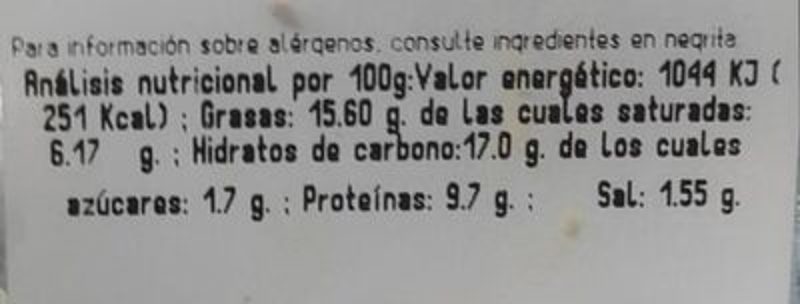 Para información sobre alérgenos, consulte ingredientes en negrita
Análisis nutricional por 100g:Valor energético: 1044 KJ (
251 Kcal) ; Grasas: 15.60 g. de las cuales saturadas:
6.17 g. ; Hidratos de carbono:17.0 g. de los cuales
azúcares: 1.7 g. ; Proteínas: 9.7 g. ; Sal: 1.55 g.